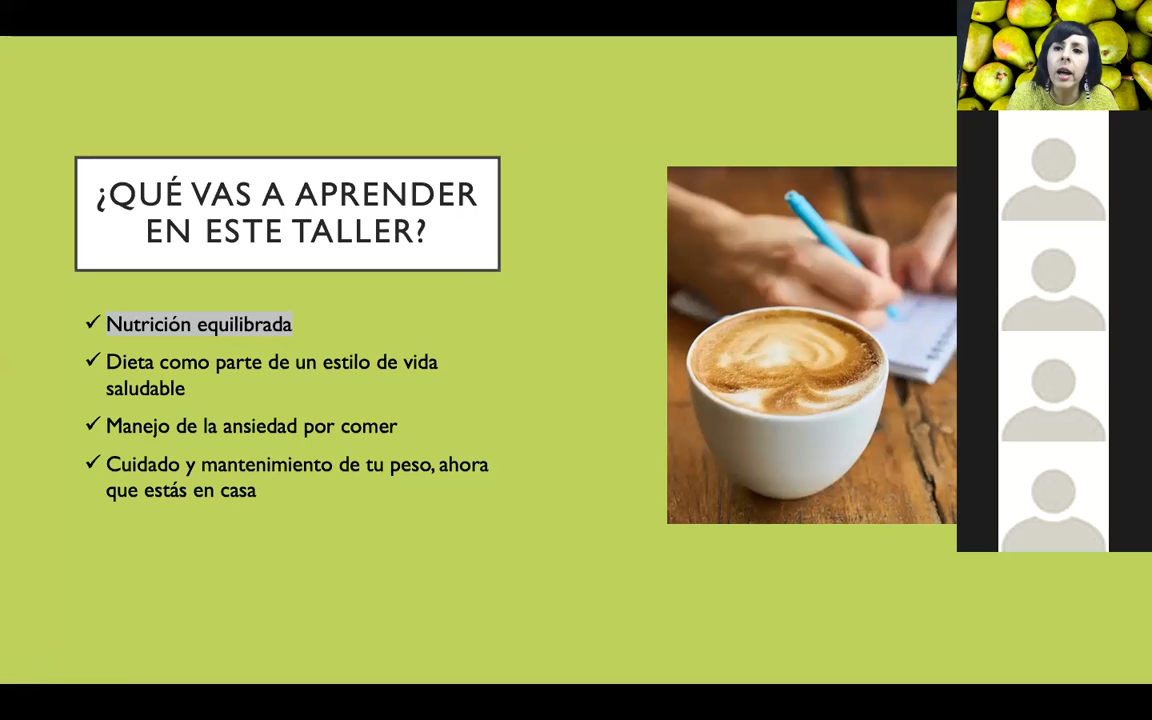 ¿QUÉ VAS A APRENDER
EN ESTE TALLER?
✓ Nutrición equilibrada
✓ Dieta como parte de un estilo de vida
saludable
✓ Manejo de la ansiedad por comer
✓ Cuidado y mantenimiento de tu peso, ahora
que estás en casa